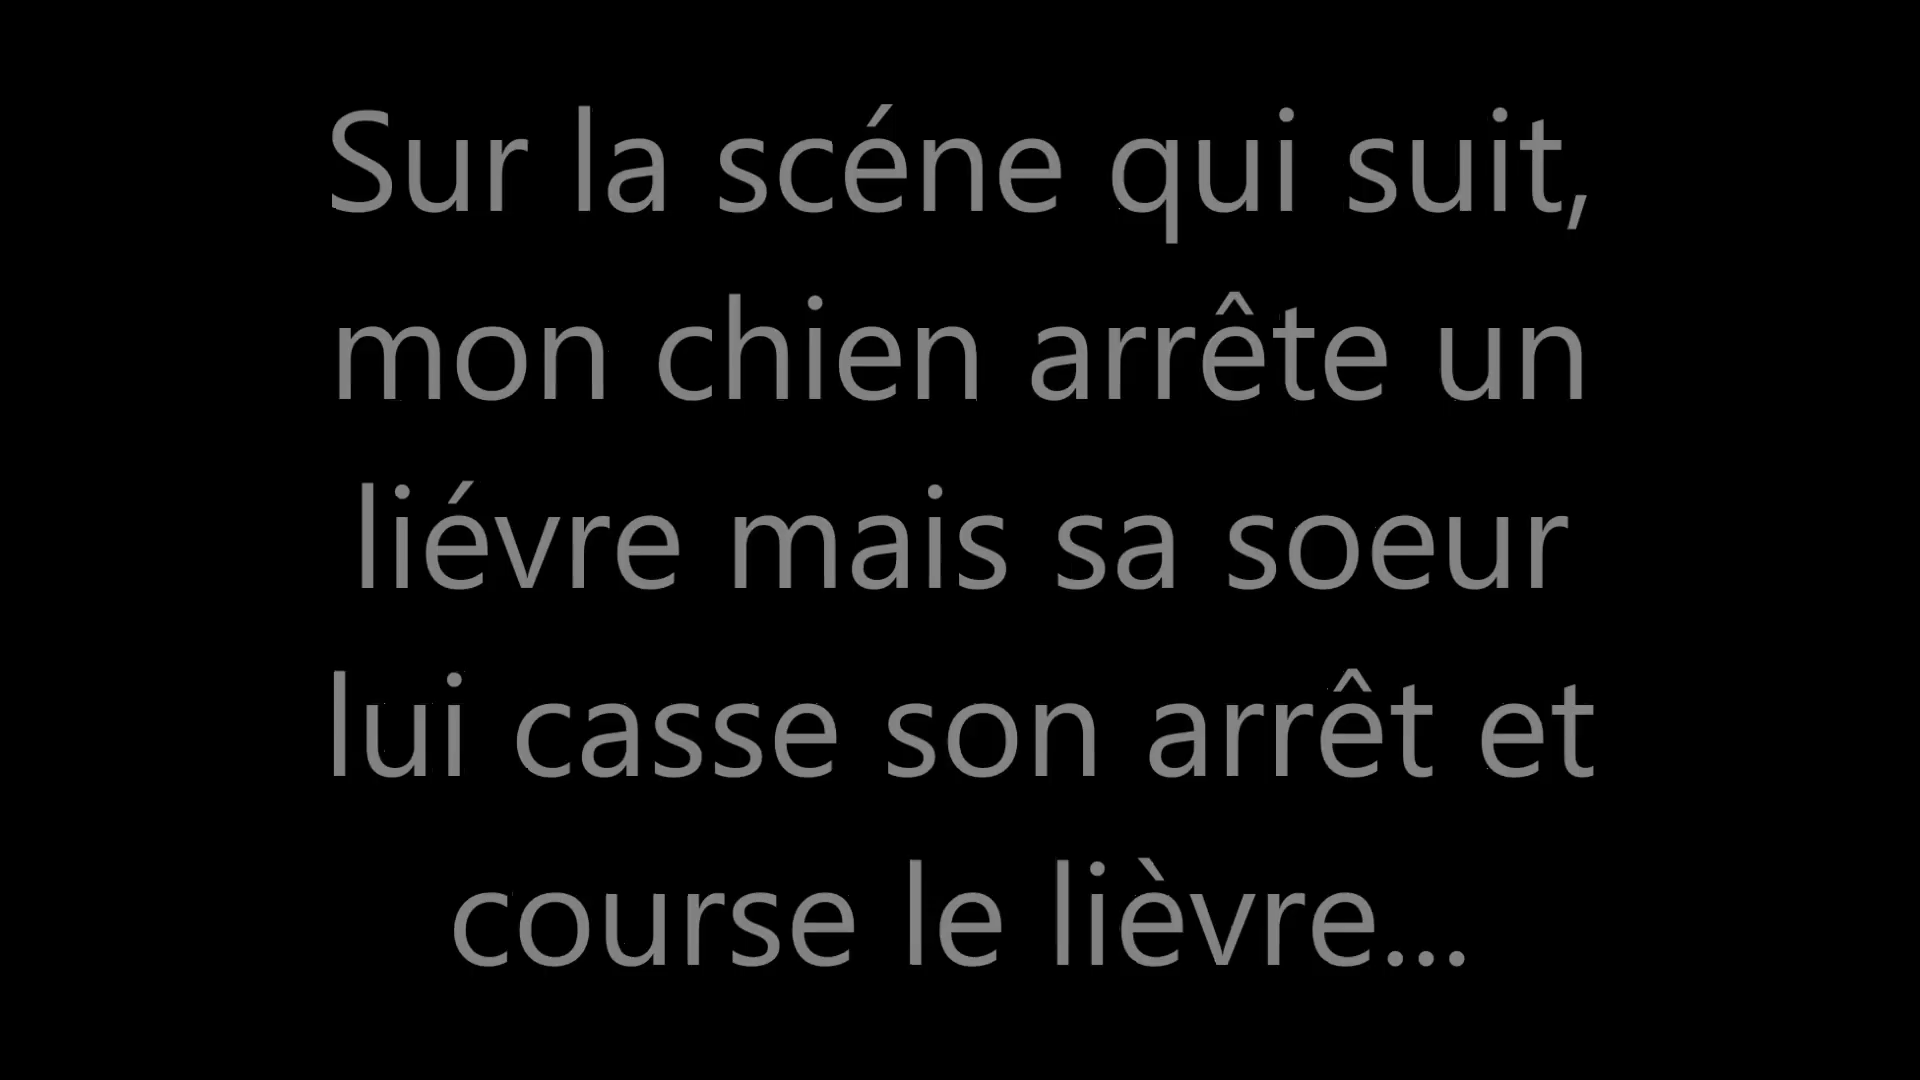 Sur la scéne qui suit,
mon chien arrête un
liévre mais sa soeur
lui casse son arrêt et
course le lièvre...